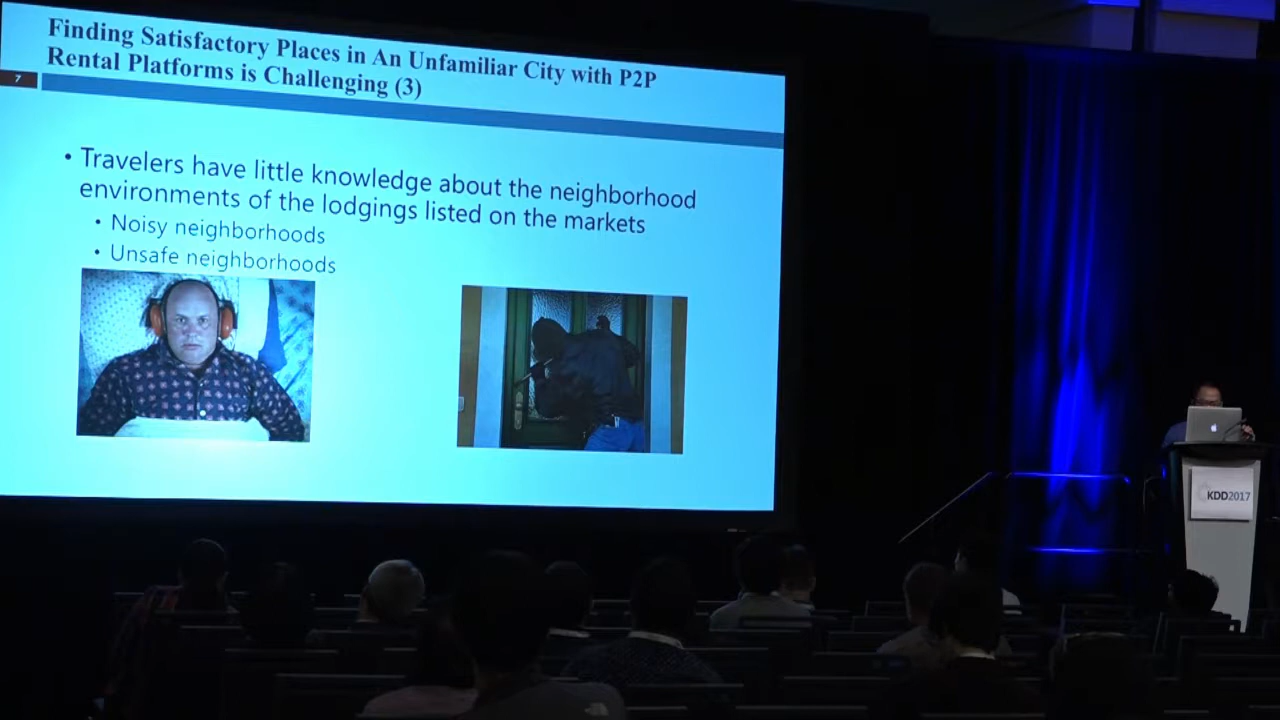 Finding Satisfactory Places in An Unfamiliar City with P2P
Rental Platforms is Challenging (3)
7
• Travelers have little knowledge about the neighborhood
environments of the lodgings listed on the markets
• Noisy neighborhoods
• Unsafe neighborhoods
KDD2017